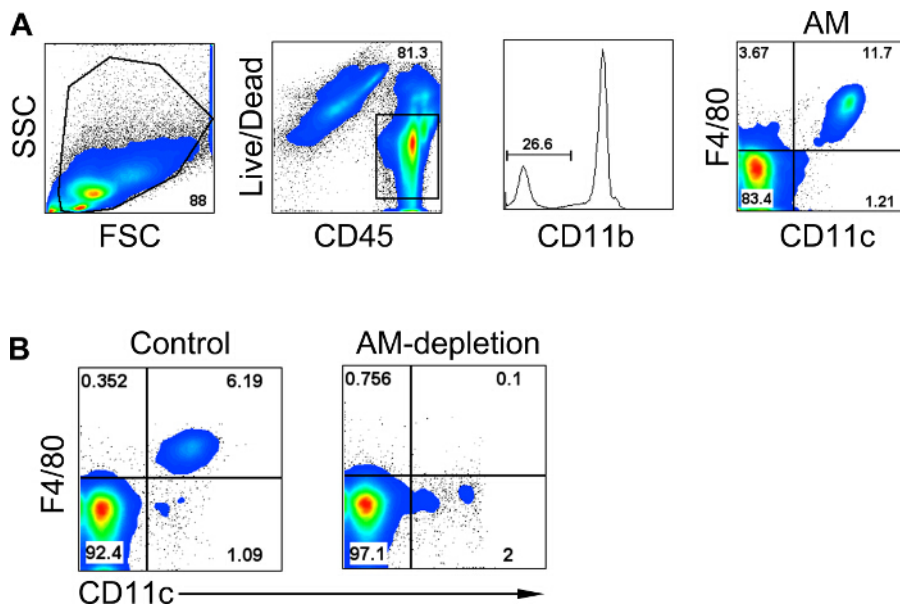 A
AM
SSC
88
FSC
Live/Dead
81.3
CD45
26.6
CD11b
F4/80
3.67 11.7
83.4 1.21
CD11c
B
Control
AM-depletion
F4/80
0.352 6.19
92.4 1.09
0.756 0.1
97.1 2
CD11c